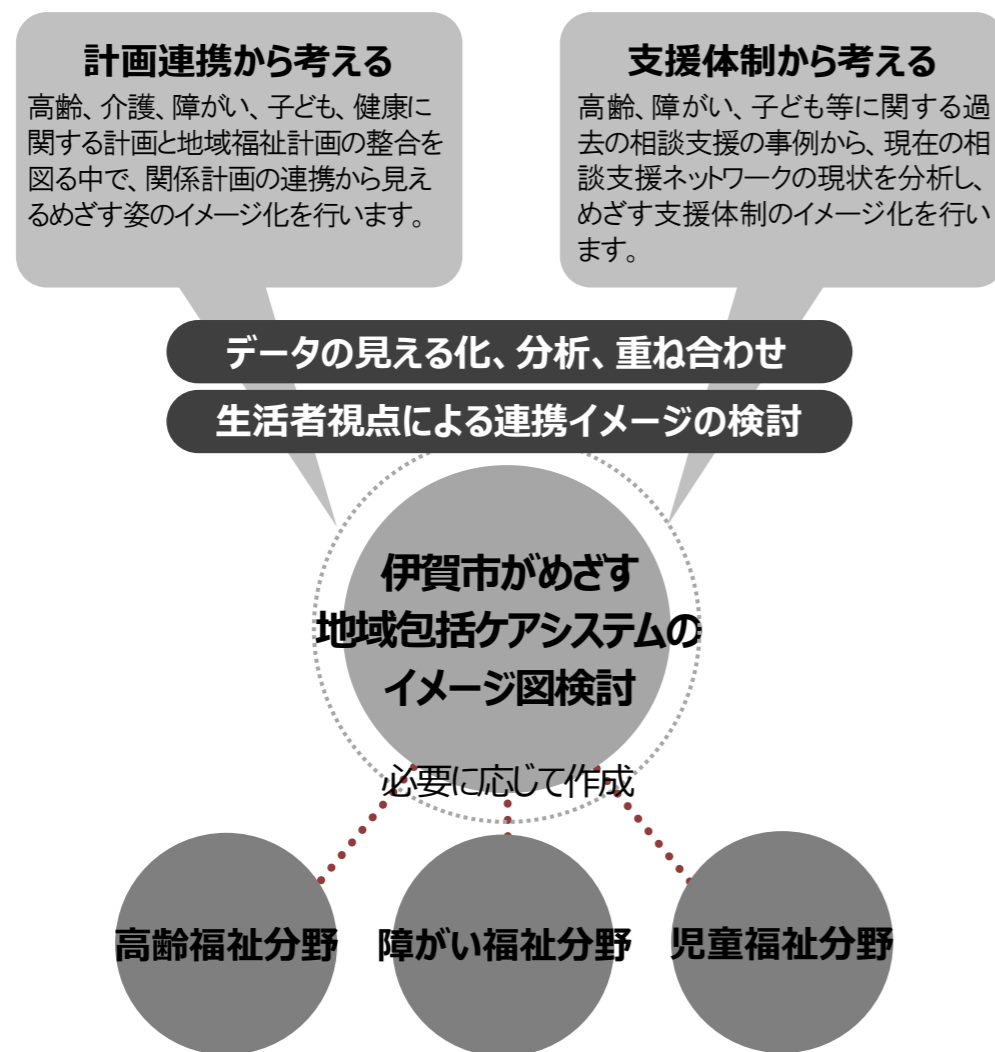 計画連携から考える
高齢、介護、障がい、子ども、健康に
関する計画と地域福祉計画の整合を
図る中で、関係計画の連携から見え
るめざす姿のイメージ化を行います。
支援体制から考える
高齢、障がい、子ども等に関する過
去の相談支援の事例から、現在の相
談支援ネットワークの現状を分析し、
めざす支援体制のイメージ化を行い
ます。
データの見える化、分析、重ね合わせ
生活者視点による連携イメージの検討
伊賀市がめざす
地域包括ケアシステムの
イメージ図検討
必要に応じて作成
高齢福祉分野
障がい福祉分野
児童福祉分野